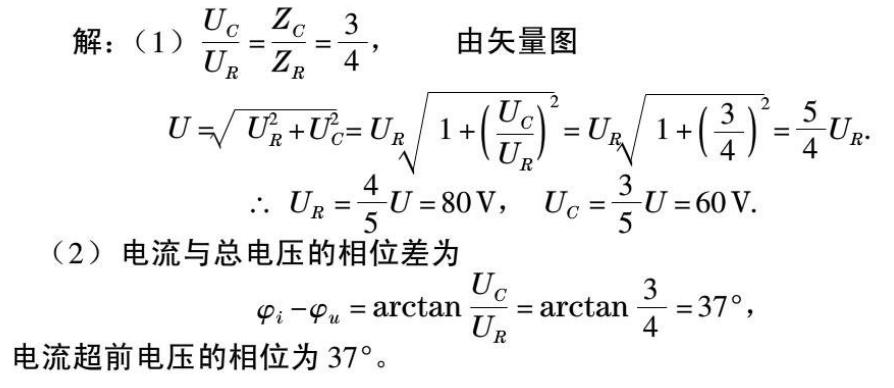 解：（1） $\frac{U_C}{U_R} = \frac{Z_C}{Z_R} = \frac{3}{4}$， 由矢量图
$U = \sqrt{U_R^2 + U_C^2} = U_R \sqrt{1 + \left(\frac{U_C}{U_R}\right)^2} = U_R \sqrt{1 + \left(\frac{3}{4}\right)^2} = \frac{5}{4} U_R.$
$\therefore U_R = \frac{4}{5} U = 80 V， U_C = \frac{3}{5} U = 60 V.$
（2） 电流与总电压的相位差为
$\varphi_i - \varphi_u = \arctan \frac{U_C}{U_R} = \arctan \frac{3}{4} = 37°，$
电流超前电压的相位为 37°。